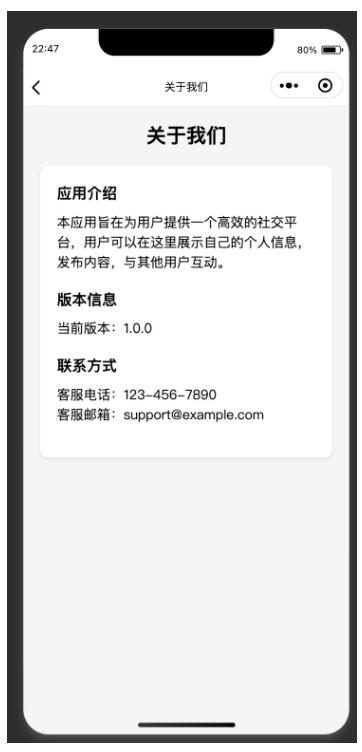 22:47
80%
关于我们
关于我们
应用介绍
本应用旨在为用户提供一个高效的社交平
台，用户可以在这里展示自己的个人信息，
发布内容，与其他用户互动。
版本信息
当前版本：1.0.0
联系方式
客服电话：123-456-7890
客服邮箱：support@example.com